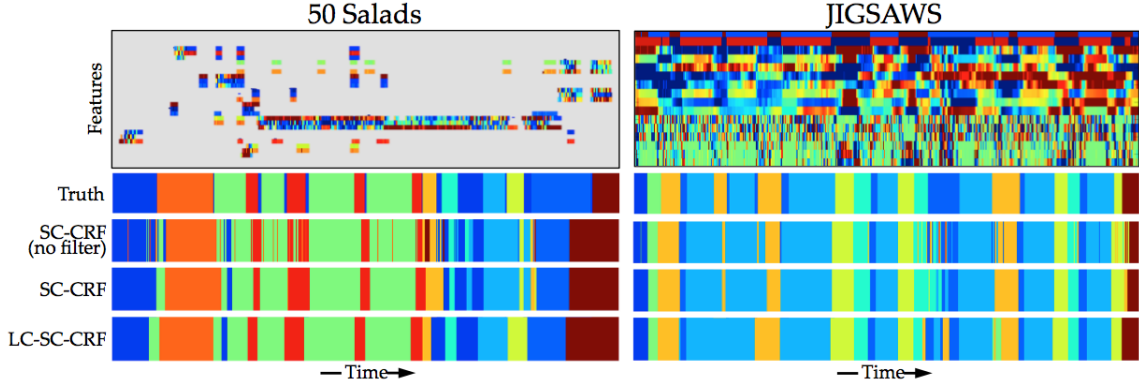 50 Salads
JIGSAWS
Features
Truth
SC-CRF
(no filter)
SC-CRF
LC-SC-CRF
Time
Time